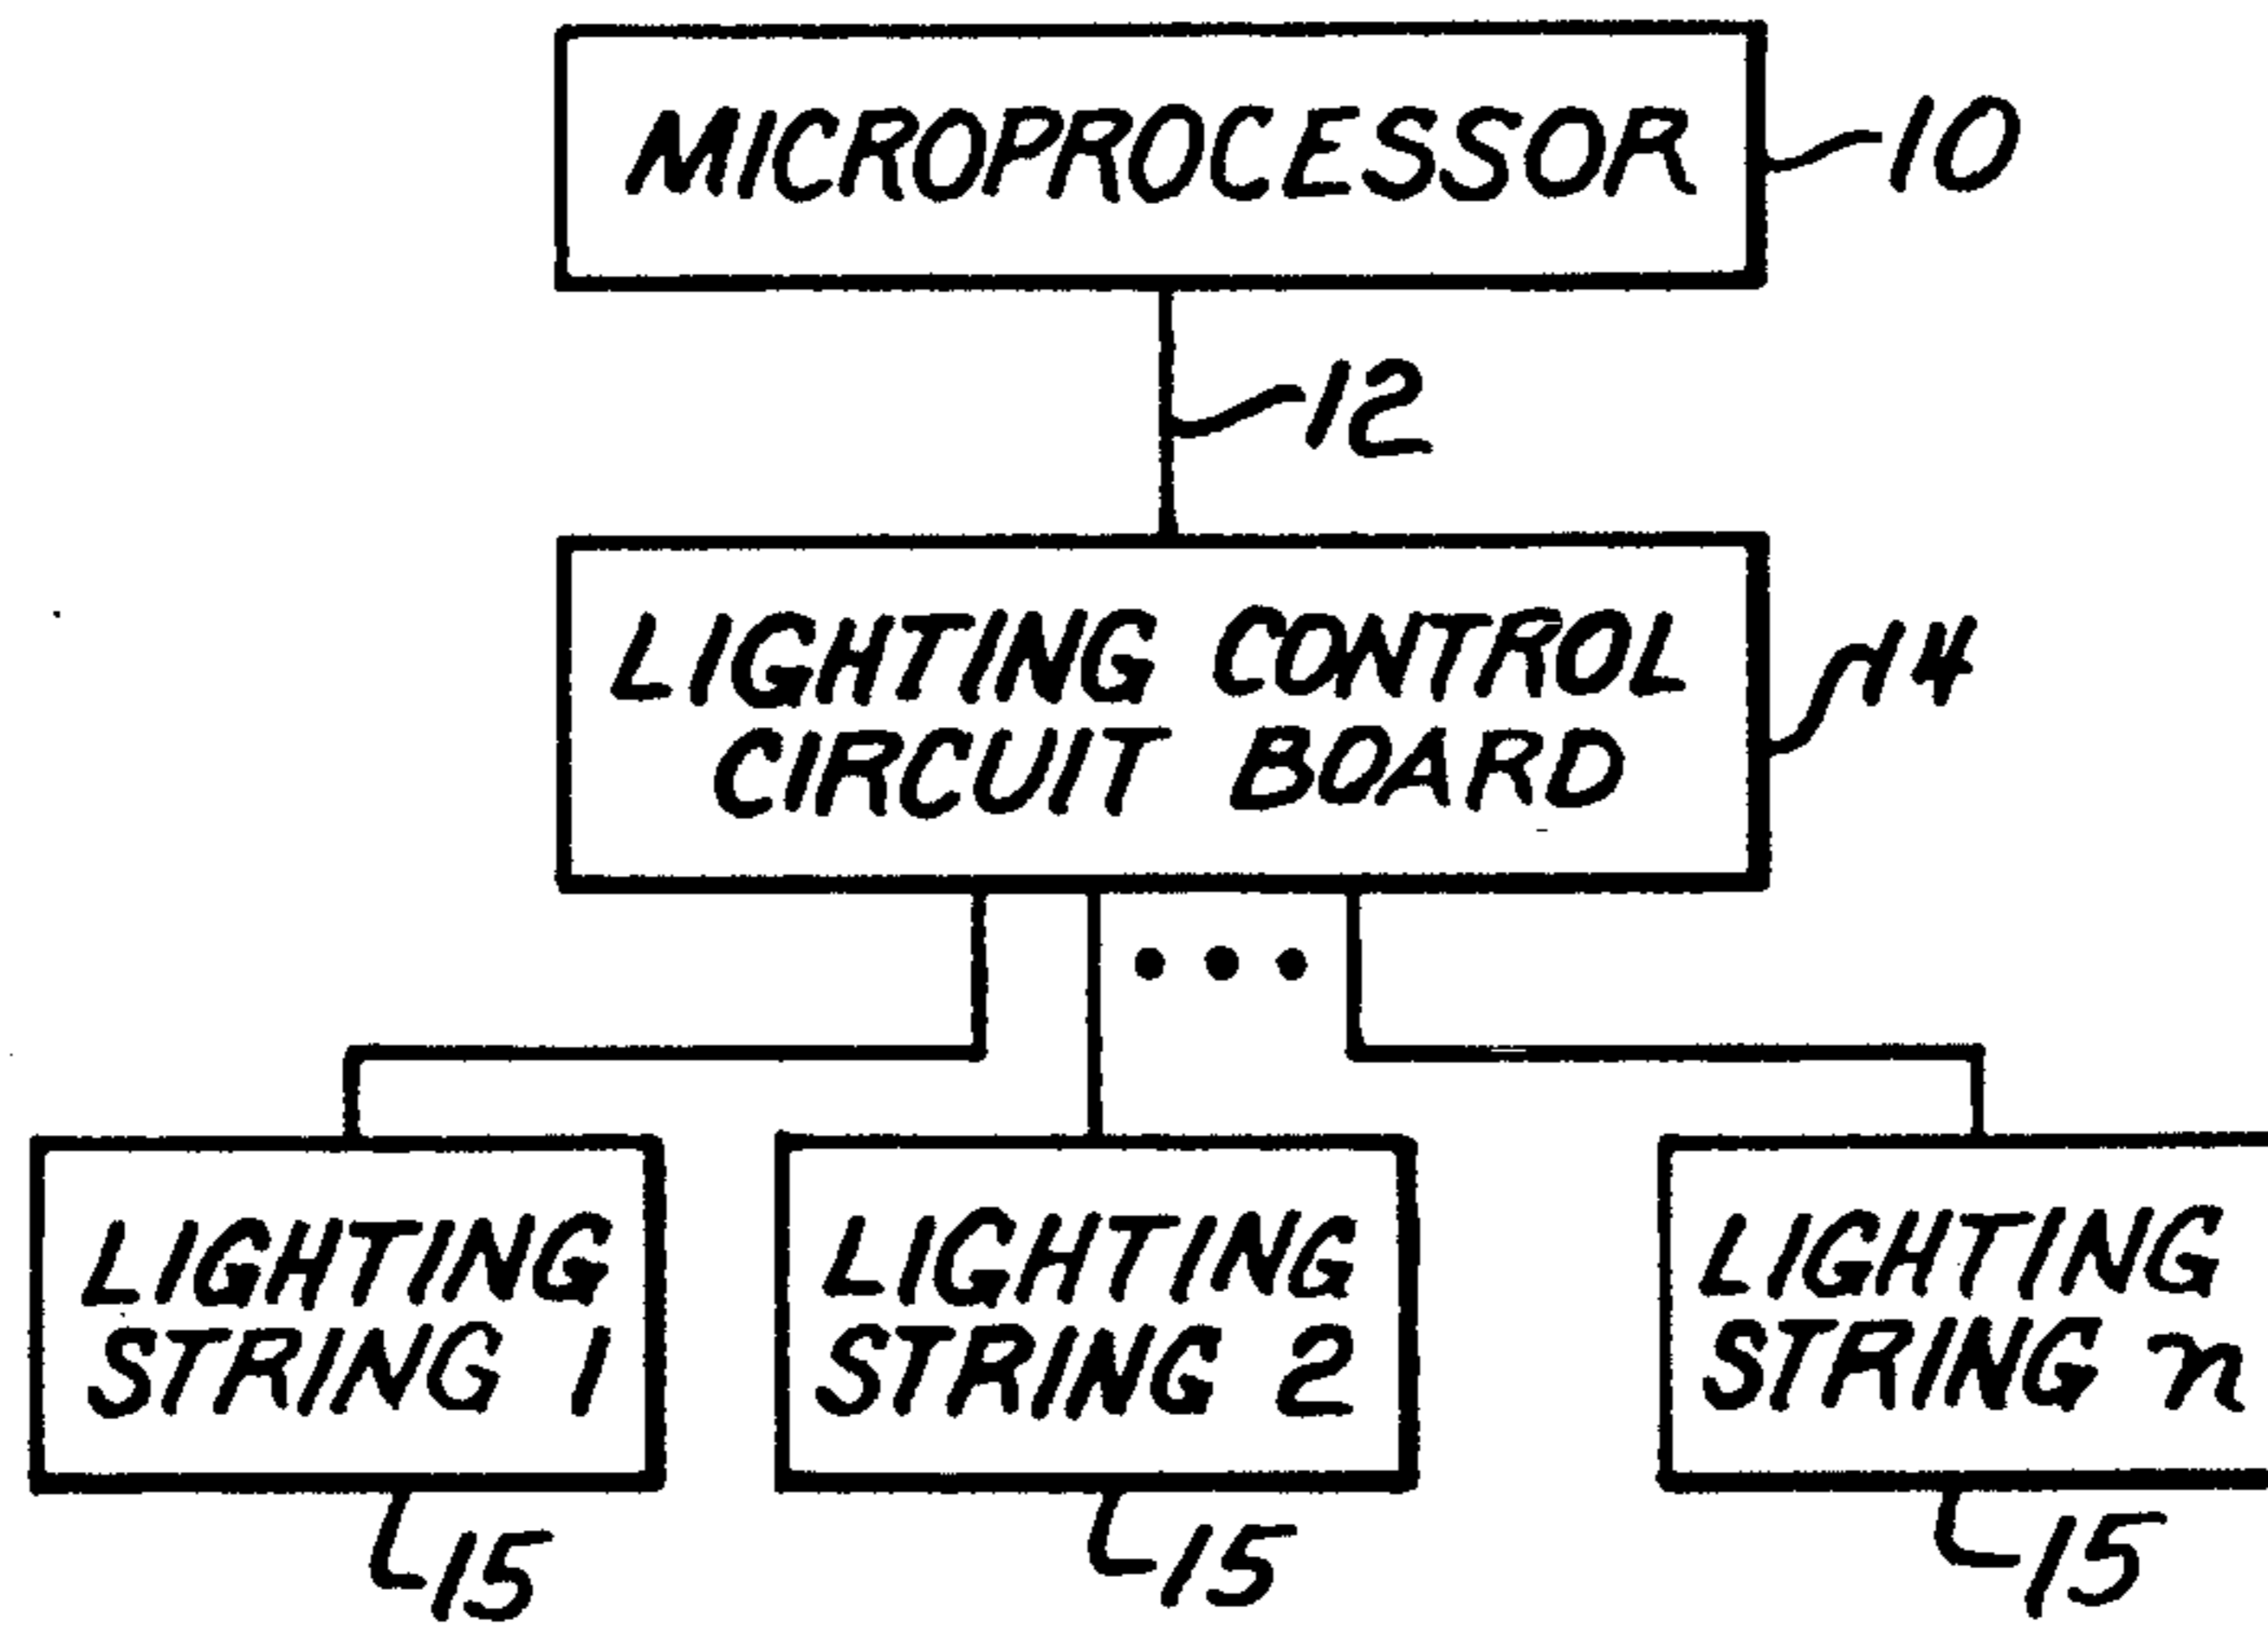 MICROPROCESSOR
10
12
LIGHTING CONTROL
CIRCUIT BOARD
14
LIGHTING
STRING 1
15
LIGHTING
STRING 2
15
LIGHTING
STRING n
15